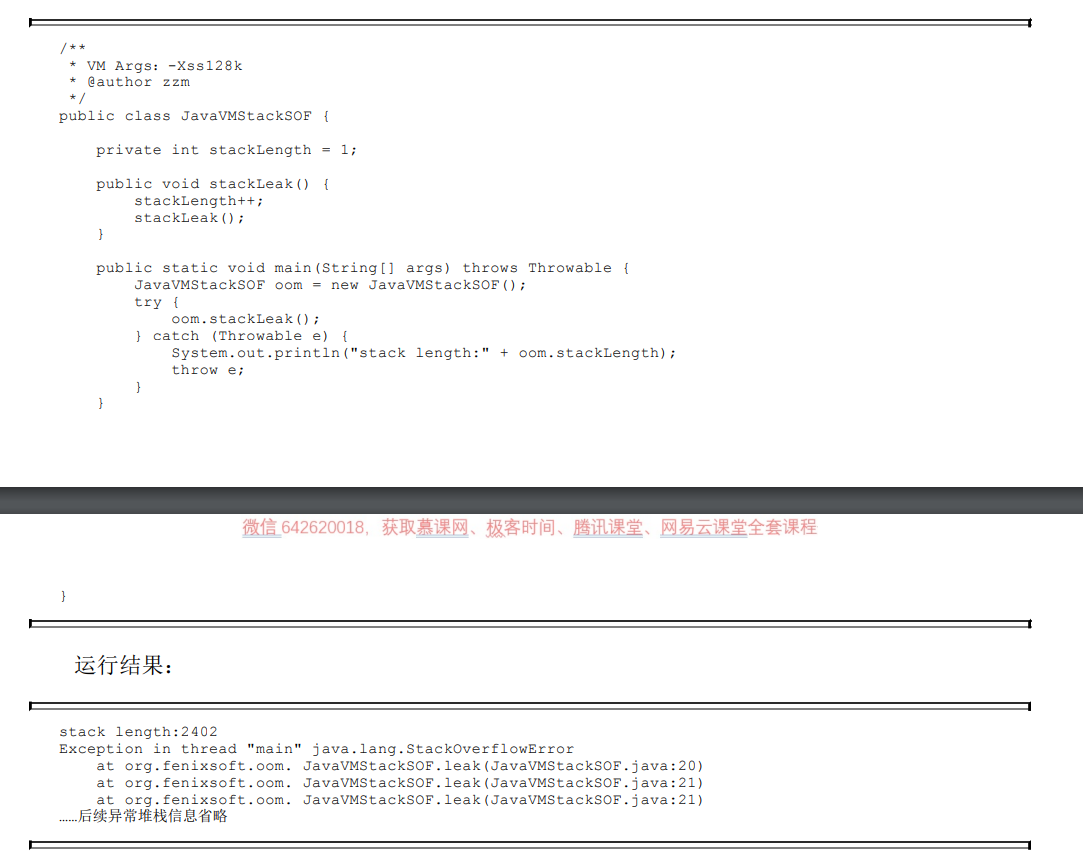 /**
 * VM Args: -Xss128k
 * @author zzm
 */
public class JavaVMStackSOF {
    private int stackLength = 1;
    public void stackLeak() {
        stackLength++;
        stackLeak();
    }
    public static void main(String[] args) throws Throwable {
        JavaVMStackSOF oom = new JavaVMStackSOF();
        try {
            oom.stackLeak();
        } catch (Throwable e) {
            System.out.println("stack length:" + oom.stackLength);
            throw e;
        }
    }
微信 642620018，获取慕课网、极客时间、腾讯课堂、网易云课堂全套课程
}
运行结果：
stack length:2402
Exception in thread "main" java.lang.StackOverflowError
    at org.fenixsoft.oom. JavaVMStackSOF.leak(JavaVMStackSOF.java:20)
    at org.fenixsoft.oom. JavaVMStackSOF.leak(JavaVMStackSOF.java:21)
    at org.fenixsoft.oom. JavaVMStackSOF.leak(JavaVMStackSOF.java:21)
……后续异常堆栈信息省略